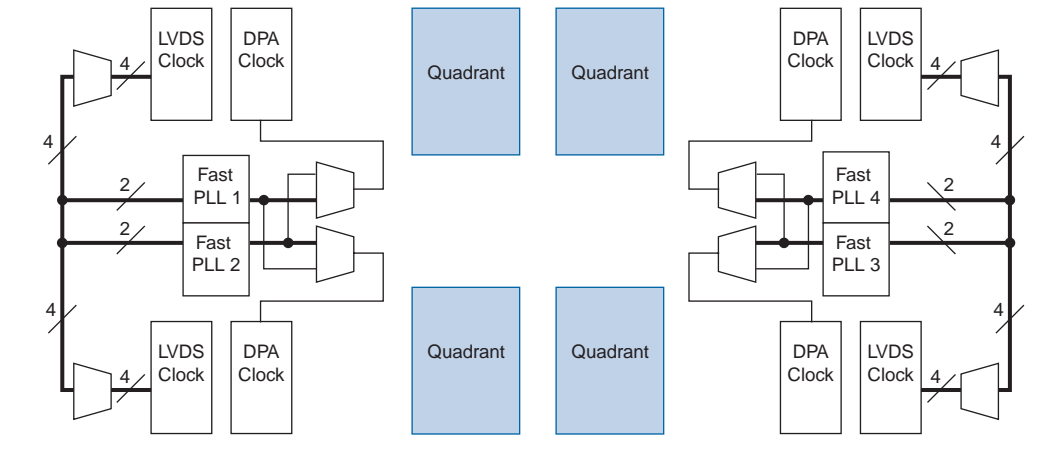 LVDS
Clock
DPA
Clock
Quadrant
Quadrant
DPA
Clock
LVDS
Clock
4
4
4
4
2
Fast
PLL 1
Fast
PLL 4
2
2
Fast
PLL 2
Fast
PLL 3
2
4
4
LVDS
Clock
DPA
Clock
Quadrant
Quadrant
DPA
Clock
LVDS
Clock
4
4